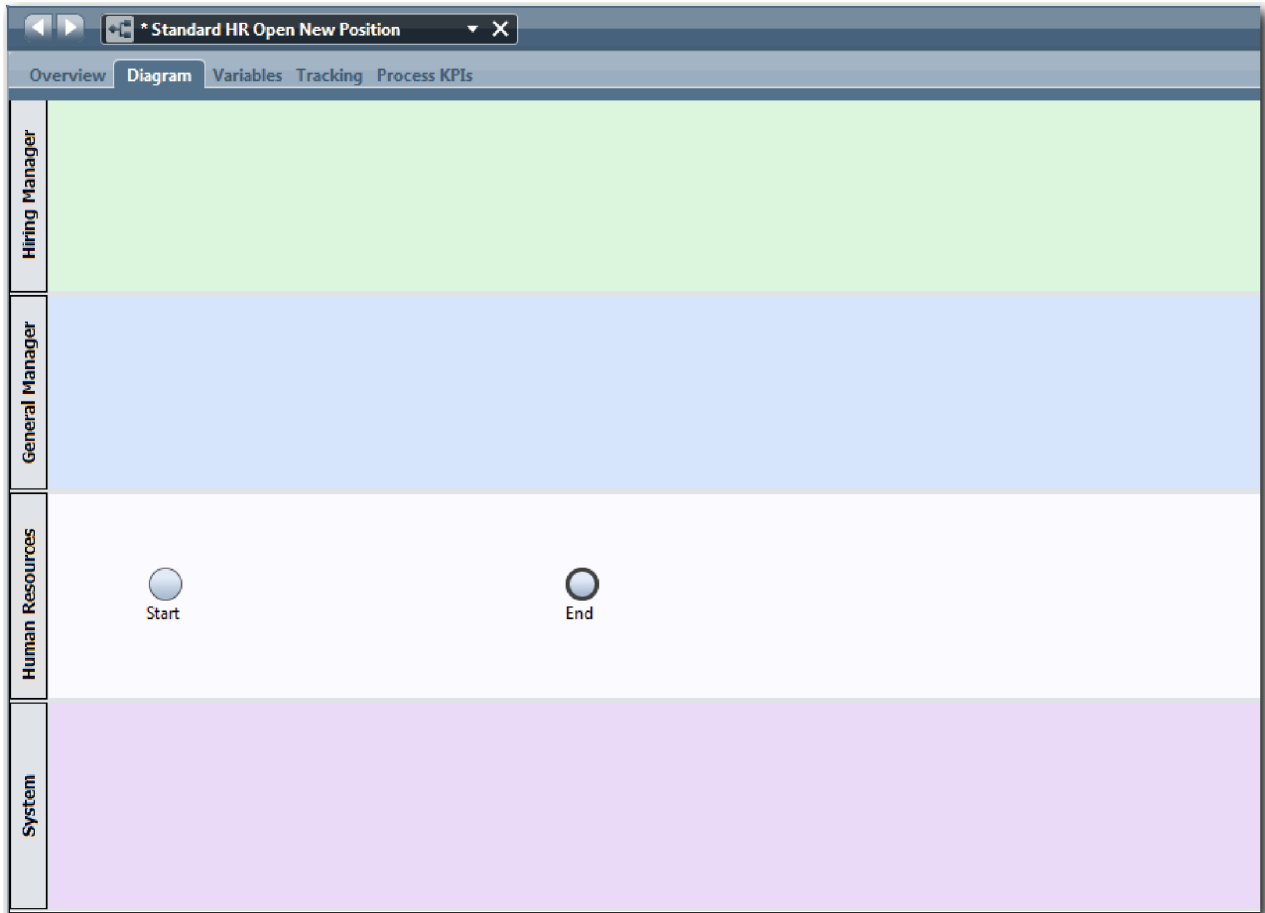 * Standard HR Open New Position
Overview Diagram Variables Tracking Process KPIs
Hiring Manager
General Manager
Human Resources
Start
End
System